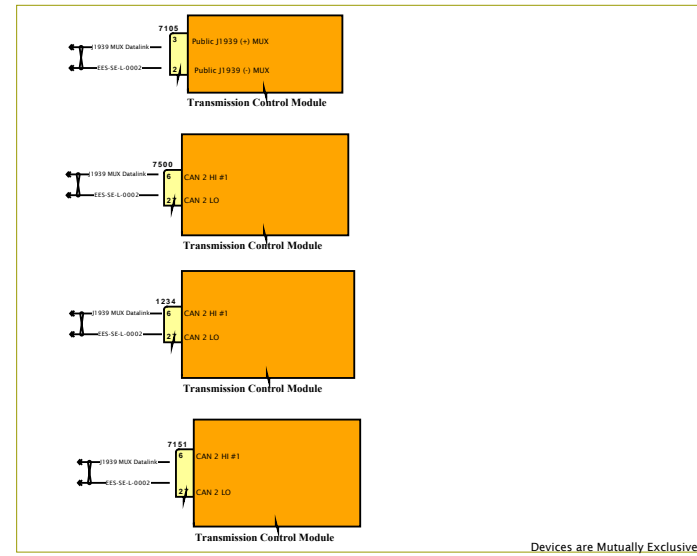 7105
J1939 MUX Datalink
3
Public J1939 (+) MUX
EES-SE-L-0002
2
Public J1939 (-) MUX
Transmission Control Module
7500
J1939 MUX Datalink
6
CAN 2 HI #1
EES-SE-L-0002
2
CAN 2 LO
Transmission Control Module
1234
J1939 MUX Datalink
6
CAN 2 HI #1
EES-SE-L-0002
2
CAN 2 LO
Transmission Control Module
7151
J1939 MUX Datalink
6
CAN 2 HI #1
EES-SE-L-0002
2
CAN 2 LO
Transmission Control Module
Devices are Mutually Exclusive